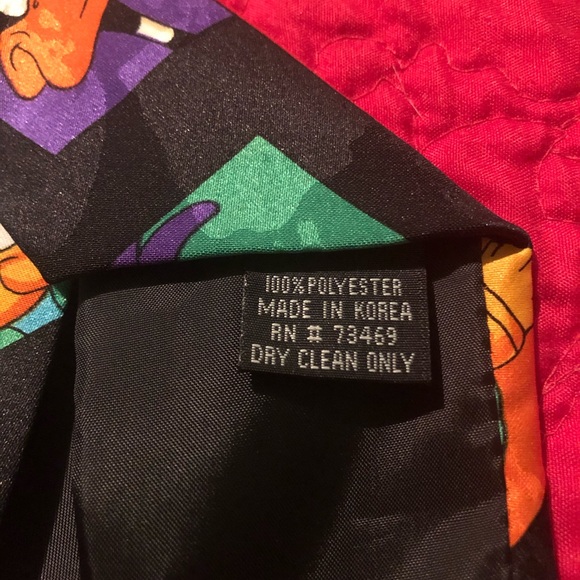 100% POLYESTER
MADE IN KOREA
RN # 73469
DRY CLEAN ONLY